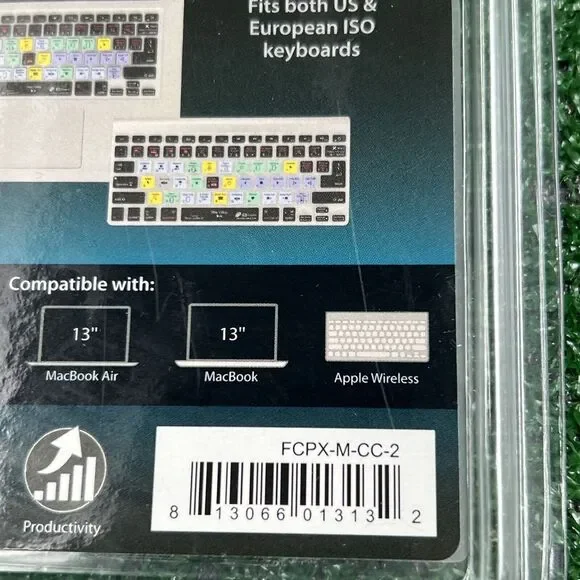 Fits both US &
European ISO
keyboards
Compatible with:
13"
13"
MacBook Air
MacBook
Apple Wireless
FCPX-M-CC-2
8 13066 01313 2
Productivity